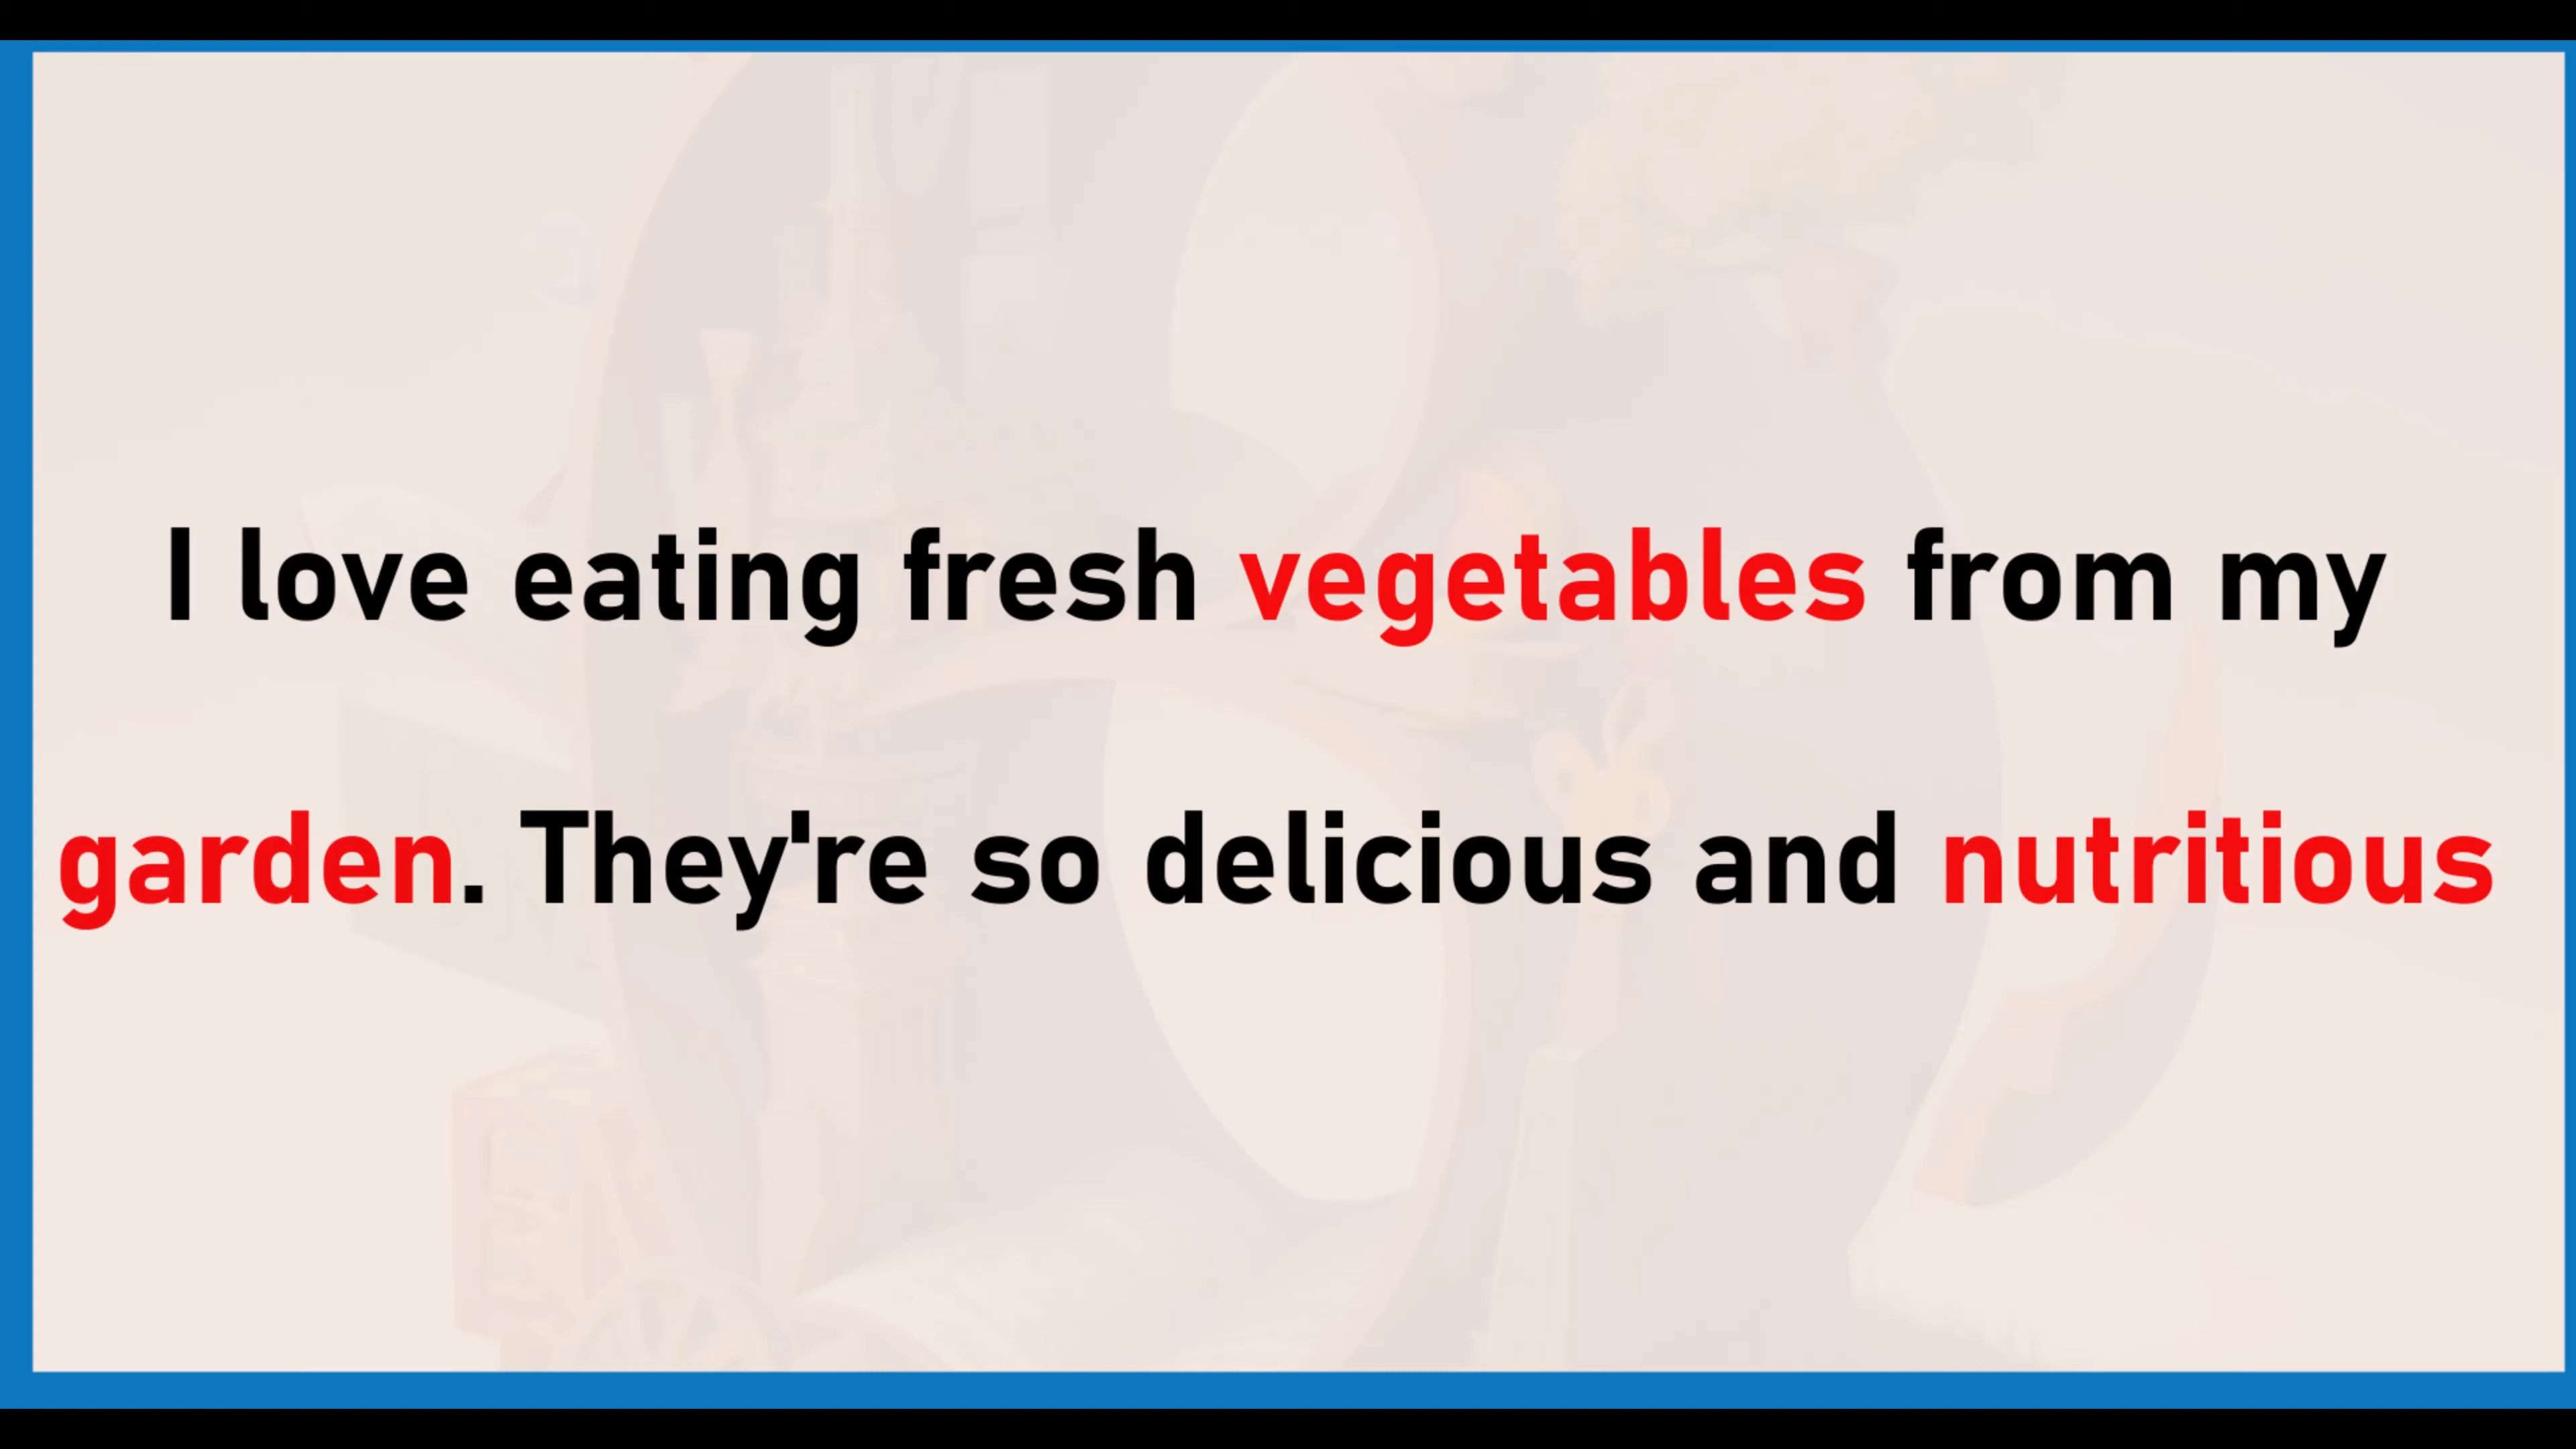 I love eating fresh vegetables from my
garden. They're so delicious and nutritious